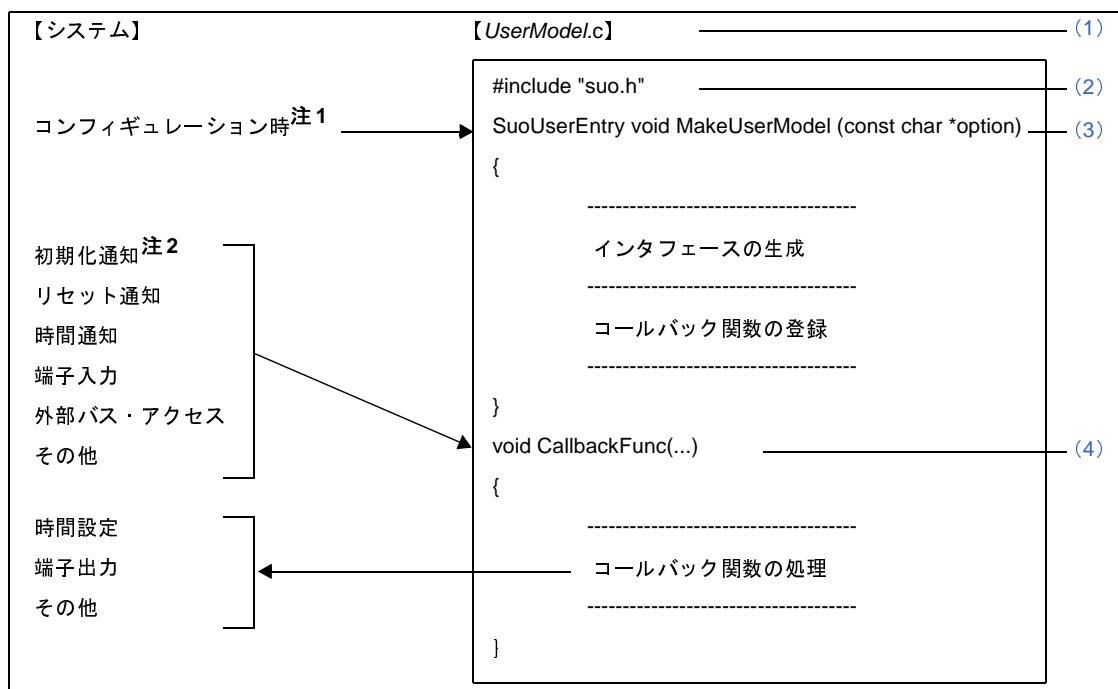 【システム】 【UserModel.c】 （1）
#include "suo.h" （2）
コンフィギュレーション時注1 SuoUserEntry void MakeUserModel (const char *option) （3）
{
--------------------------------------
初期化通知注2 インタフェースの生成
リセット通知 --------------------------------------
時間通知 コールバック関数の登録
端子入力 --------------------------------------
外部バス・アクセス }
その他 void CallbackFunc(...) （4）
{
時間設定 --------------------------------------
端子出力 コールバック関数の処理
その他 --------------------------------------
}